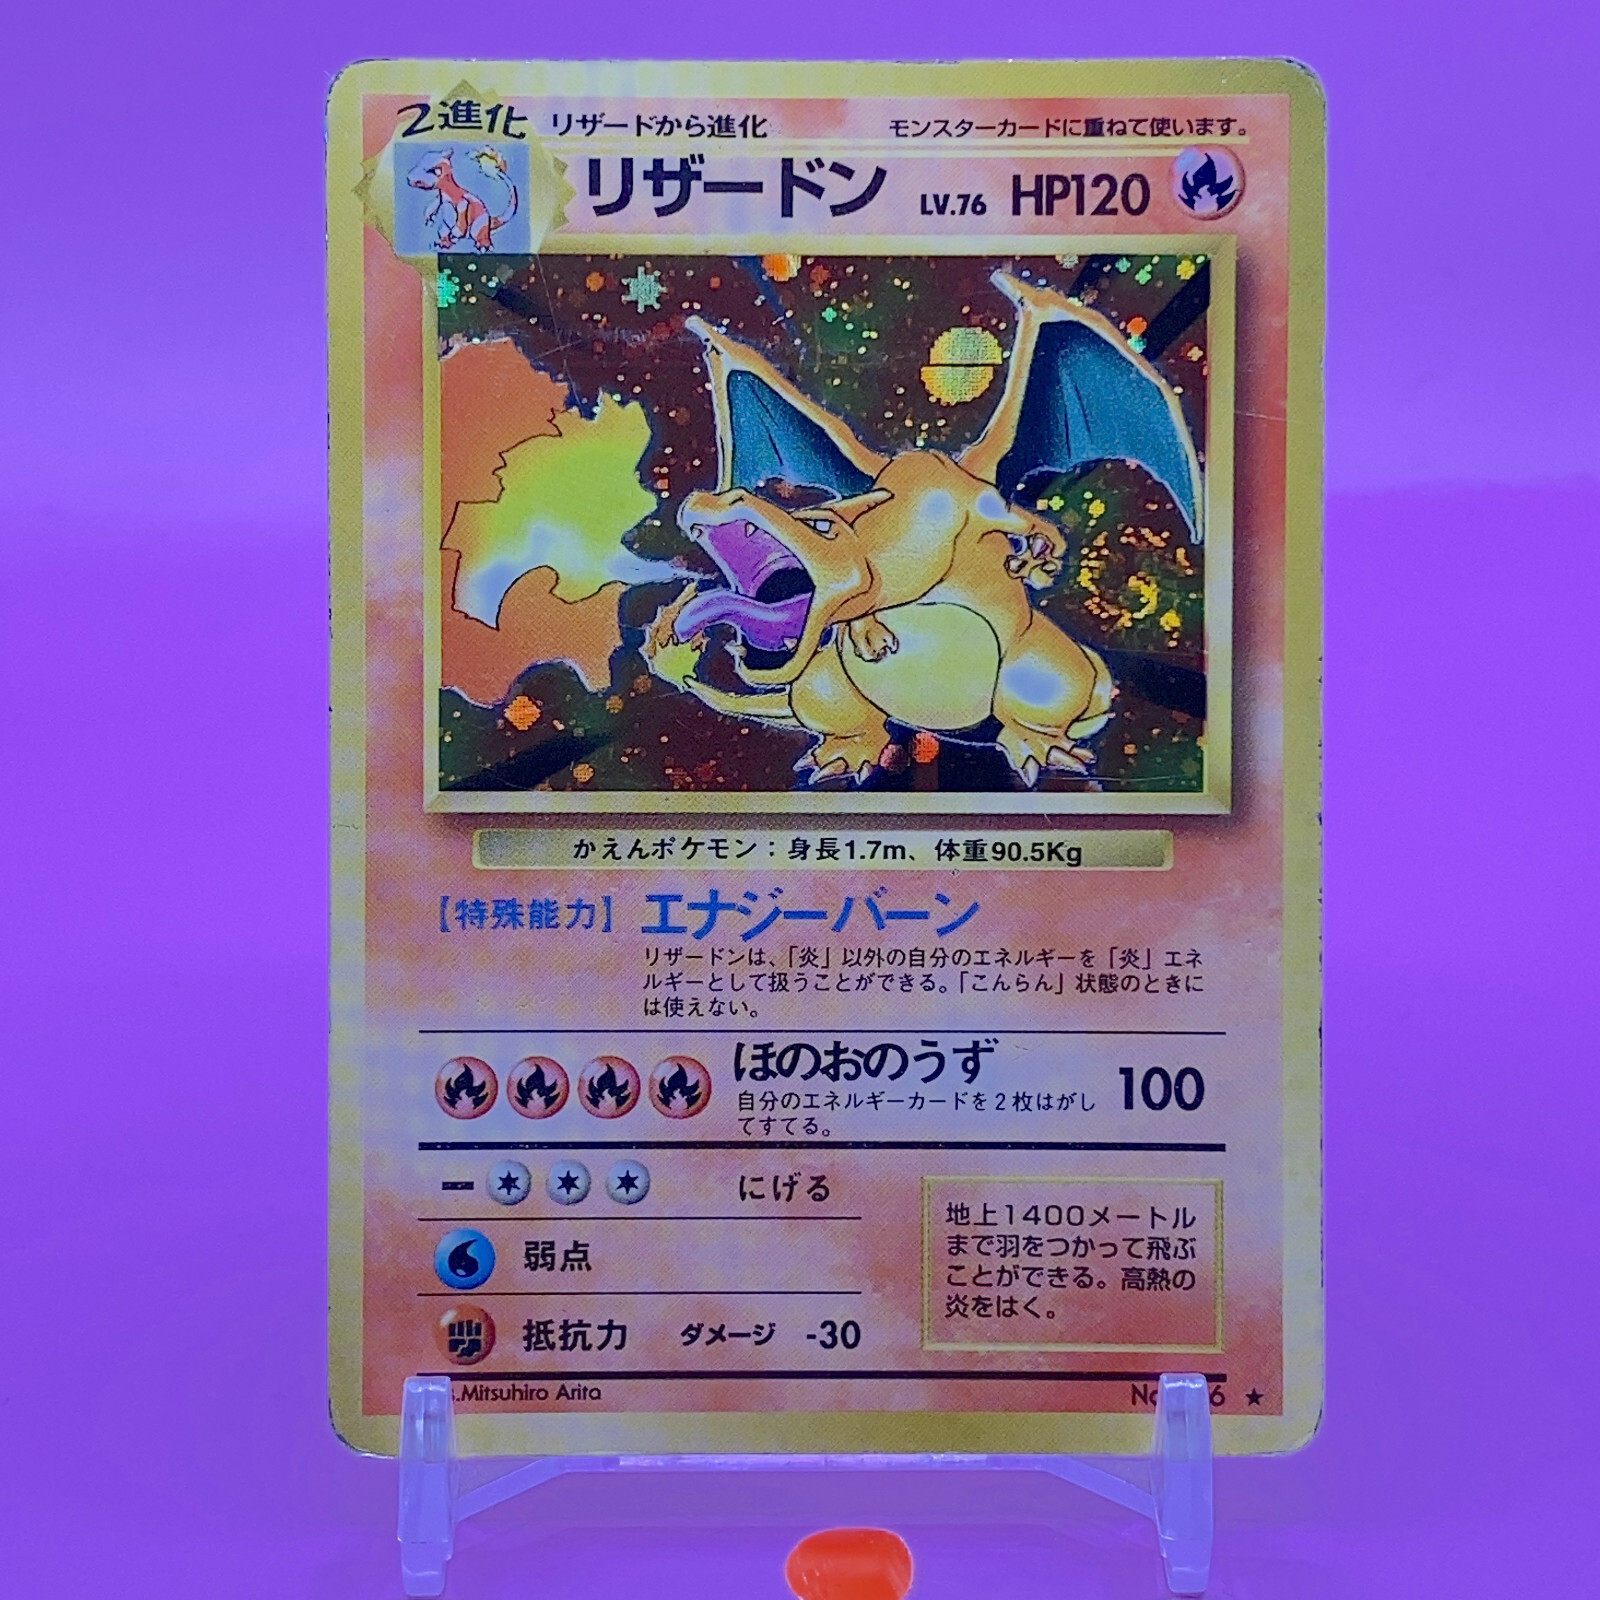 2進化 リザードから進化 モンスターカードに重ねて使います。
リザードン LV.76 HP120
かえんポケモン：身長1.7m、体重90.5Kg
【特殊能力】 エナジーバーン
リザードンは、「炎」以外の自分のエネルギーを「炎」エネ
ルギーとして扱うことができる。「こんらん」状態のときに
は使えない。
ほのおのうず 100
自分のエネルギーカードを2枚はがし
てすてる。
にげる
弱点
抵抗力 ダメージ -30
地上1400メートル
まで羽をつかって飛ぶ
ことができる。高熱の
炎をはく。
Mitsuhiro Arita